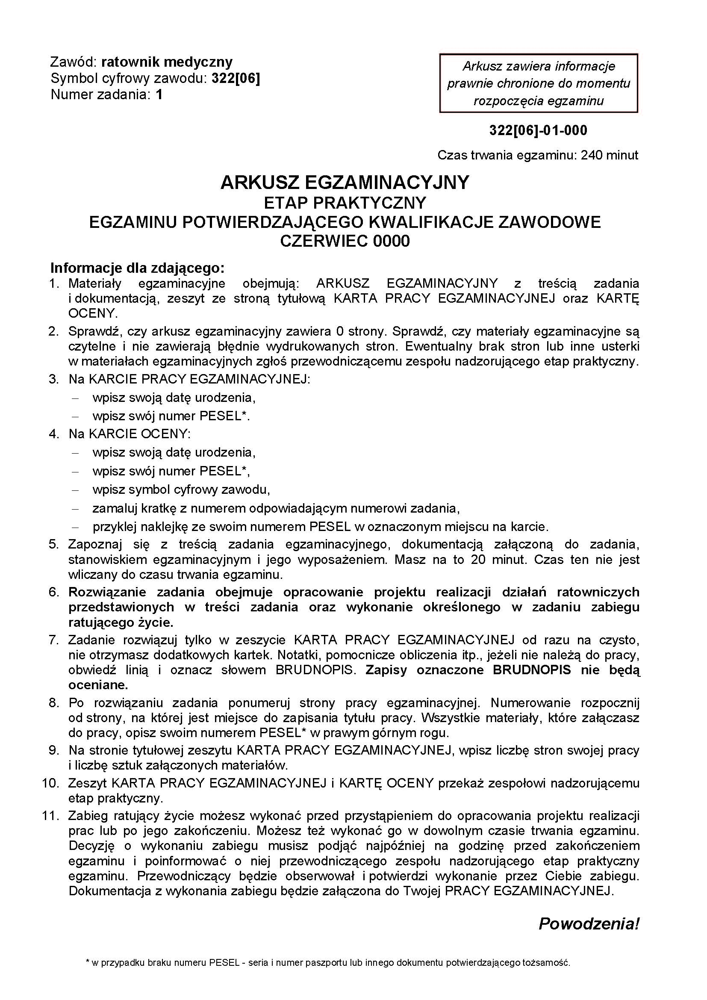 Zawód: ratownik medyczny
Symbol cyfrowy zawodu: 322[06]
Numer zadania: 1
Arkusz zawiera informacje
prawnie chronione do momentu
rozpoczęcia egzaminu
322[06]-01-000
Czas trwania egzaminu: 240 minut
ARKUSZ EGZAMINACYJNY
ETAP PRAKTYCZNY
EGZAMINU POTWIERDZAJĄCEGO KWALIFIKACJE ZAWODOWE
CZERWIEC 0000
Informacje dla zdającego:
1. Materiały egzaminacyjne obejmują: ARKUSZ EGZAMINACYJNY z treścią zadania
i dokumentacją, zeszyt ze stroną tytułową KARTA PRACY EGZAMINACYJNEJ oraz KARTĘ
OCENY.
2. Sprawdź, czy arkusz egzaminacyjny zawiera 0 strony. Sprawdź, czy materiały egzaminacyjne są
czytelne i nie zawierają błędnie wydrukowanych stron. Ewentualny brak stron lub inne usterki
w materiałach egzaminacyjnych zgłoś przewodniczącemu zespołu nadzorującego etap praktyczny.
3. Na KARCIE PRACY EGZAMINACYJNEJ:
– wpisz swoją datę urodzenia,
– wpisz swój numer PESEL*.
4. Na KARCIE OCENY:
– wpisz swoją datę urodzenia,
– wpisz swój numer PESEL*,
– wpisz symbol cyfrowy zawodu,
– zamaluj kratkę z numerem odpowiadającym numerowi zadania,
– przyklej naklejkę ze swoim numerem PESEL w oznaczonym miejscu na karcie.
5. Zapoznaj się z treścią zadania egzaminacyjnego, dokumentacją załączoną do zadania,
stanowiskiem egzaminacyjnym i jego wyposażeniem. Masz na to 20 minut. Czas ten nie jest
wliczany do czasu trwania egzaminu.
6. Rozwiązanie zadania obejmuje opracowanie projektu realizacji działań ratowniczych
przedstawionych w treści zadania oraz wykonanie określonego w zadaniu zabiegu
ratującego życie.
7. Zadanie rozwiązuj tylko w zeszycie KARTA PRACY EGZAMINACYJNEJ od razu na czysto,
nie otrzymasz dodatkowych kartek. Notatki, pomocnicze obliczenia itp., jeżeli nie należą do pracy,
obwiedź linią i oznacz słowem BRUDNOPIS. Zapisy oznaczone BRUDNOPIS nie będą
oceniane.
8. Po rozwiązaniu zadania ponumeruj strony pracy egzaminacyjnej. Numerowanie rozpocznij
od strony, na której jest miejsce do zapisania tytułu pracy. Wszystkie materiały, które załączasz
do pracy, opisz swoim numerem PESEL* w prawym górnym rogu.
9. Na stronie tytułowej zeszytu KARTA PRACY EGZAMINACYJNEJ, wpisz liczbę stron swojej pracy
i liczbę sztuk załączonych materiałów.
10. Zeszyt KARTA PRACY EGZAMINACYJNEJ i KARTĘ OCENY przekaż zespołowi nadzorującemu
etap praktyczny.
11. Zabieg ratujący życie możesz wykonać przed przystąpieniem do opracowania projektu realizacji
prac lub po jego zakończeniu. Możesz też wykonać go w dowolnym czasie trwania egzaminu.
Decyzję o wykonaniu zabiegu musisz podjąć najpóźniej na godzinę przed zakończeniem
egzaminu i poinformować o niej przewodniczącego zespołu nadzorującego etap praktyczny
egzaminu. Przewodniczący będzie obserwował i potwierdzi wykonanie przez Ciebie zabiegu.
Dokumentacja z wykonania zabiegu będzie załączona do Twojej PRACY EGZAMINACYJNEJ.
Powodzenia!
* w przypadku braku numeru PESEL - seria i numer paszportu lub innego dokumentu potwierdzającego tożsamość.